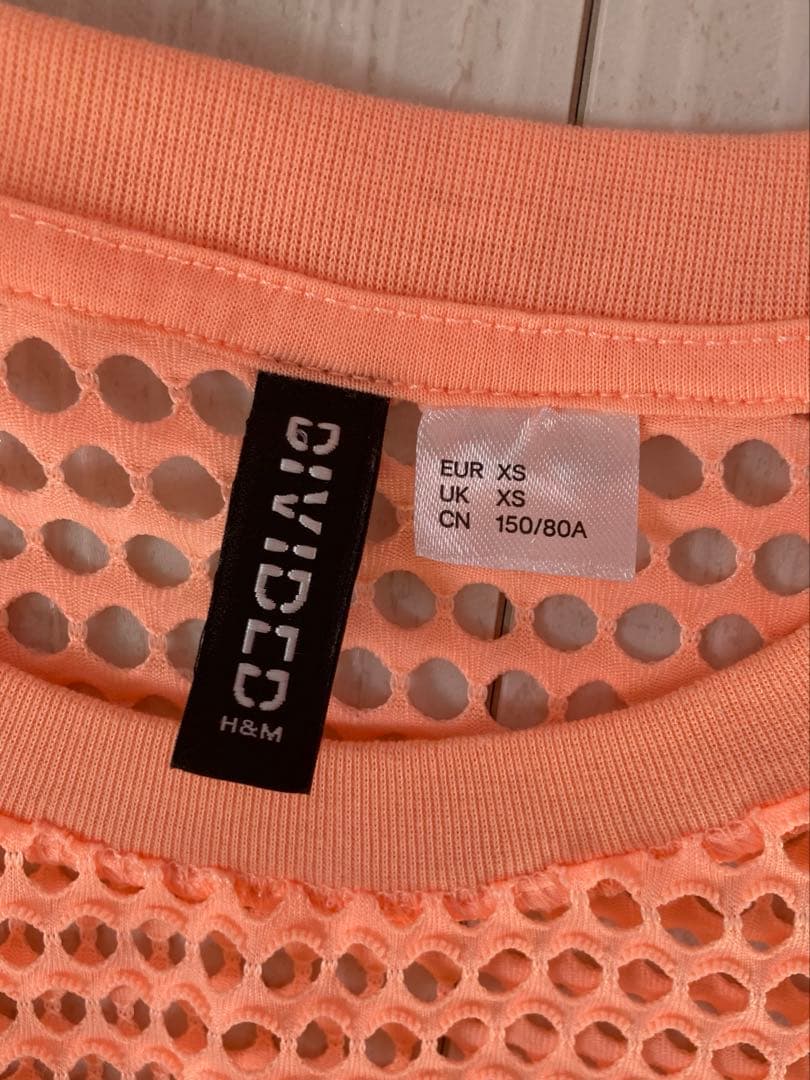 DIVIDED
H&M
EUR XS
UK XS
CN 150/80A